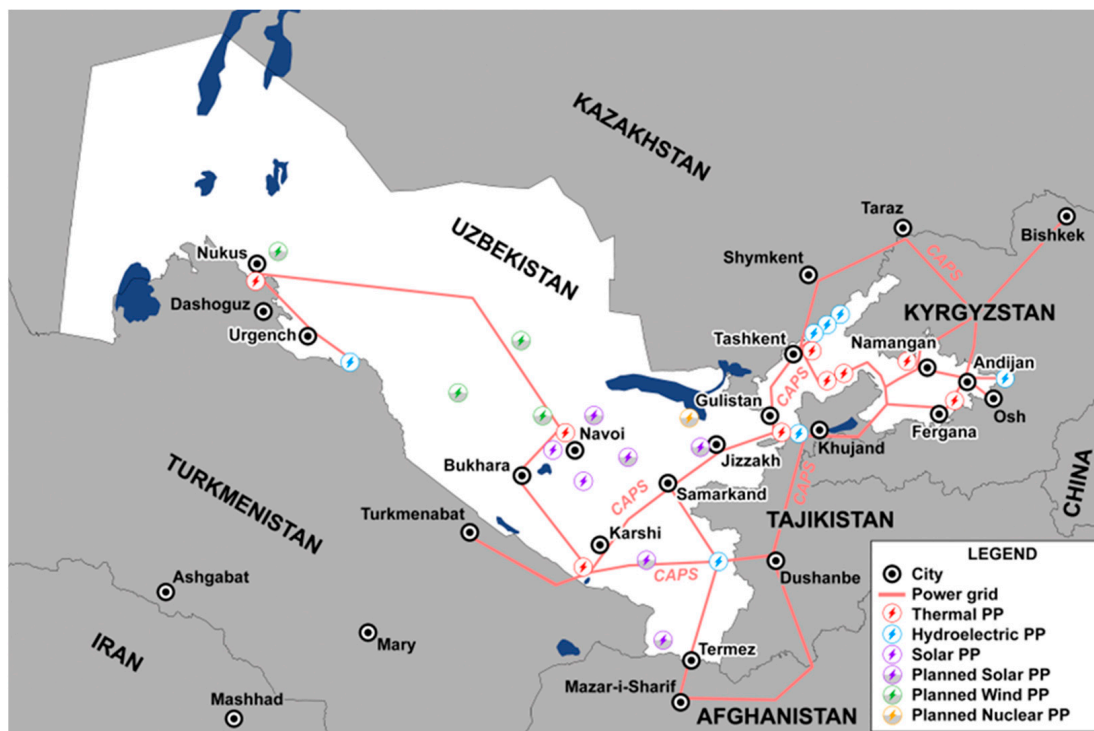 KAZAKHSTAN
UZBEKISTAN
Taraz
Bishkek
CAPS
Shymkent
Nukus
KYRGYZSTAN
Dashoguz
Urgench
Tashkent
Namangan
Andijan
CAPS
Gulistan
Osh
Fergana
Khujand
Navoi
Jizzakh
Bukhara
CAPS
CAPS
Samarkand
CHINA
TURKMENISTAN
Turkmenabat
TAJIKISTAN
Karshi
CAPS
Dushanbe
Ashgabat
IRAN
Mary
Termez
Mazar-i-Sharif
Mashhad
AFGHANISTAN
LEGEND
City
Power grid
Thermal PP
Hydroelectric PP
Solar PP
Planned Solar PP
Planned Wind PP
Planned Nuclear PP